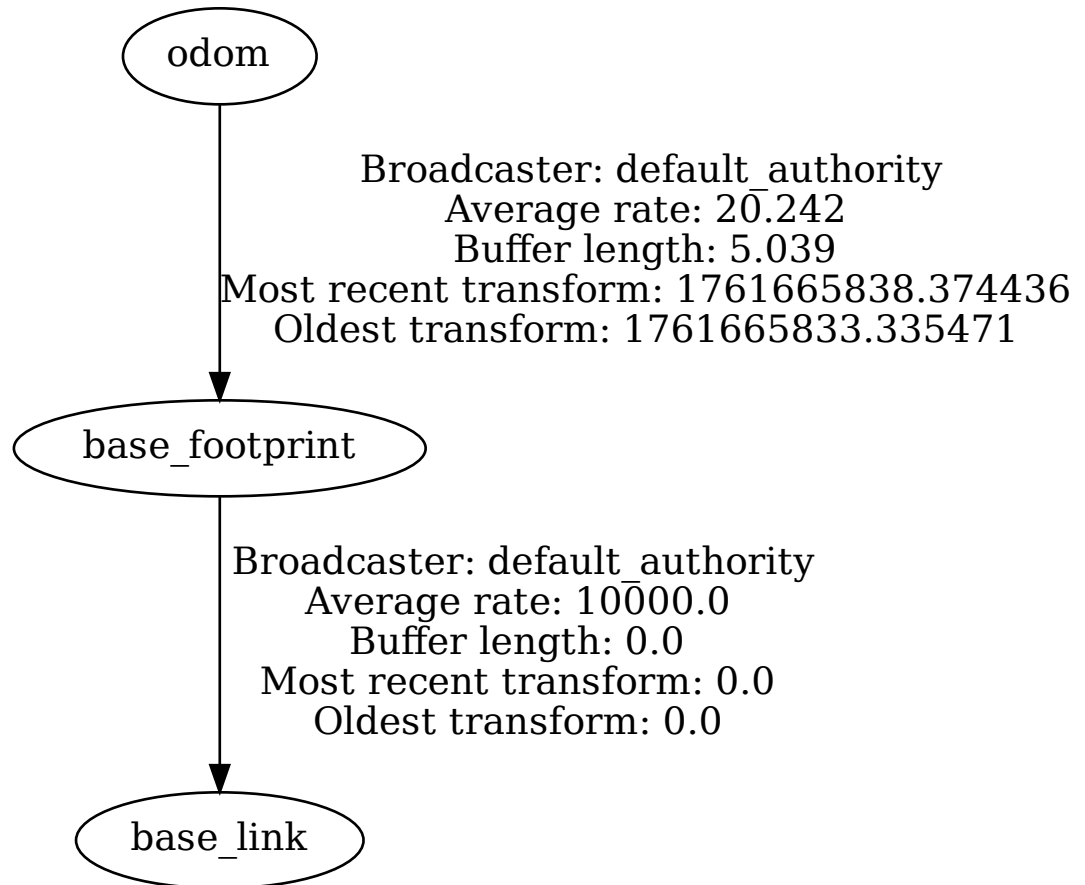 odom
Broadcaster: default_authority
Average rate: 20.242
Buffer length: 5.039
Most recent transform: 1761665838.374436
Oldest transform: 1761665833.335471
base_footprint
Broadcaster: default_authority
Average rate: 10000.0
Buffer length: 0.0
Most recent transform: 0.0
Oldest transform: 0.0
base_link